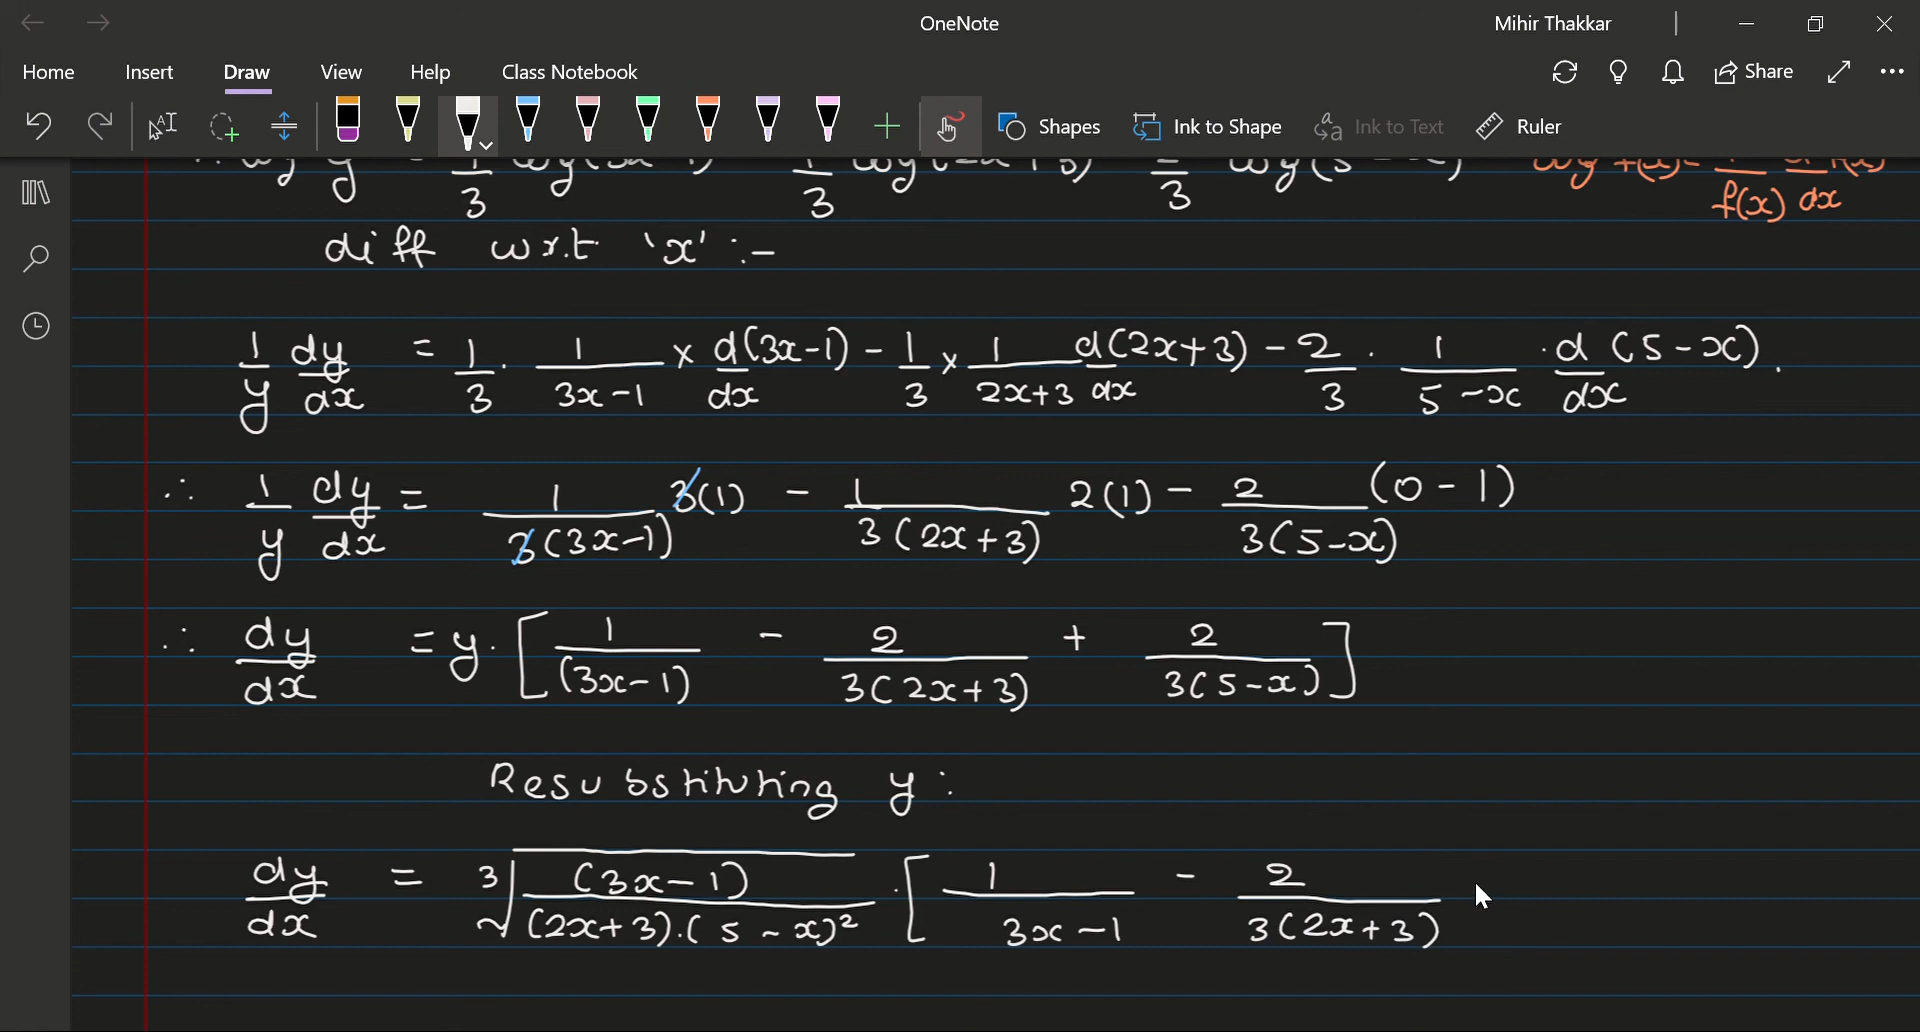 OneNote
Mihir Thakkar
Home Insert Draw View Help Class Notebook Share
Shapes Ink to Shape Ink to Text Ruler
3 3 3 f(x) dx
diff w.r.t 'x' :-
1/y dy/dx = 1/3 · 1/(3x-1) × d/dx (3x-1) - 1/3 × 1/(2x+3) d/dx (2x+3) - 2/3 · 1/(5-x) · d/dx (5-x).
∴ 1/y dy/dx = 1/(3(3x-1)) 3(1) - 1/(3(2x+3)) 2(1) - 2/(3(5-x)) (0-1)
∴ dy/dx = y· [1/(3x-1) - 2/(3(2x+3)) + 2/(3(5-x))]
Resubstituting y :
dy/dx = ∛((3x-1)/((2x+3).(5-x)²)) · [1/(3x-1) - 2/(3(2x+3))